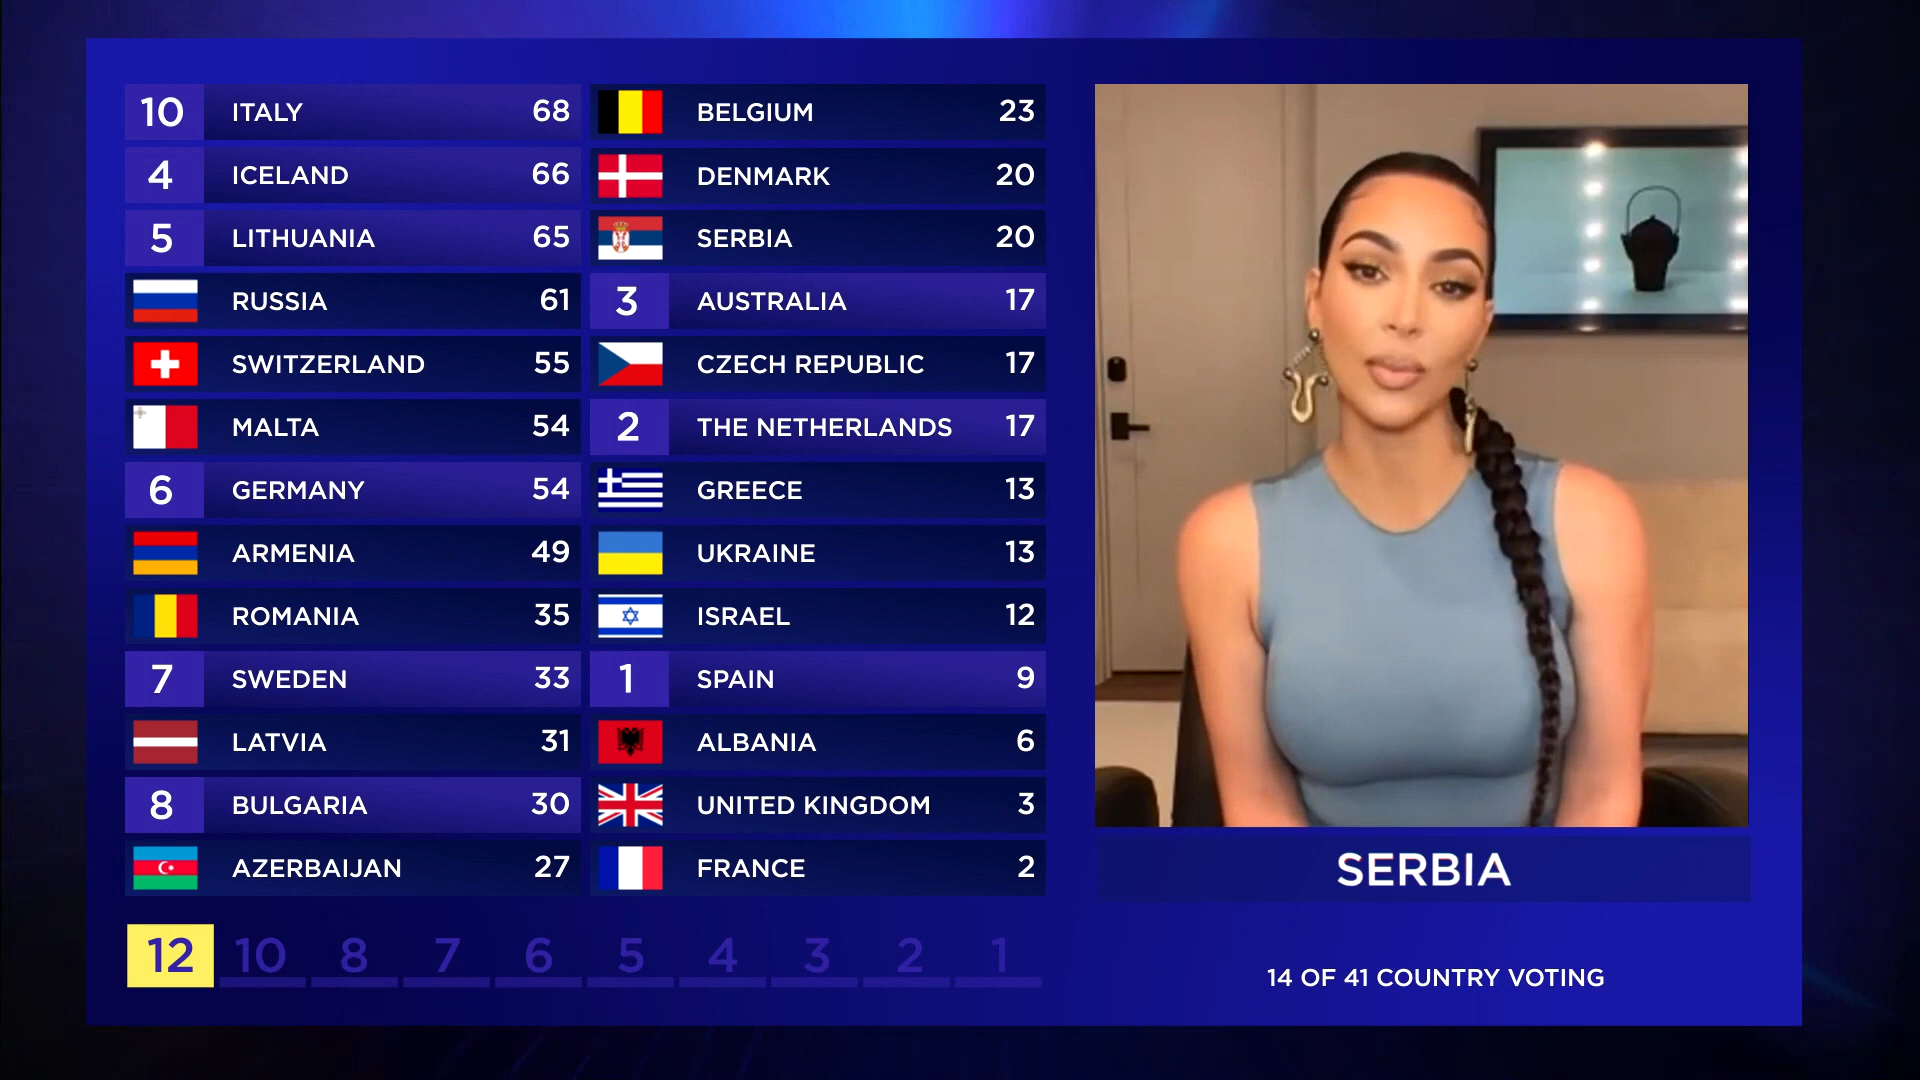 10 ITALY 68
4 ICELAND 66
5 LITHUANIA 65
RUSSIA 61
SWITZERLAND 55
MALTA 54
6 GERMANY 54
ARMENIA 49
ROMANIA 35
7 SWEDEN 33
LATVIA 31
8 BULGARIA 30
AZERBAIJAN 27
BELGIUM 23
DENMARK 20
SERBIA 20
3 AUSTRALIA 17
CZECH REPUBLIC 17
2 THE NETHERLANDS 17
GREECE 13
UKRAINE 13
ISRAEL 12
1 SPAIN 9
ALBANIA 6
UNITED KINGDOM 3
FRANCE 2
12 10 8 7 6 5 4 3 2 1
SERBIA
14 OF 41 COUNTRY VOTING